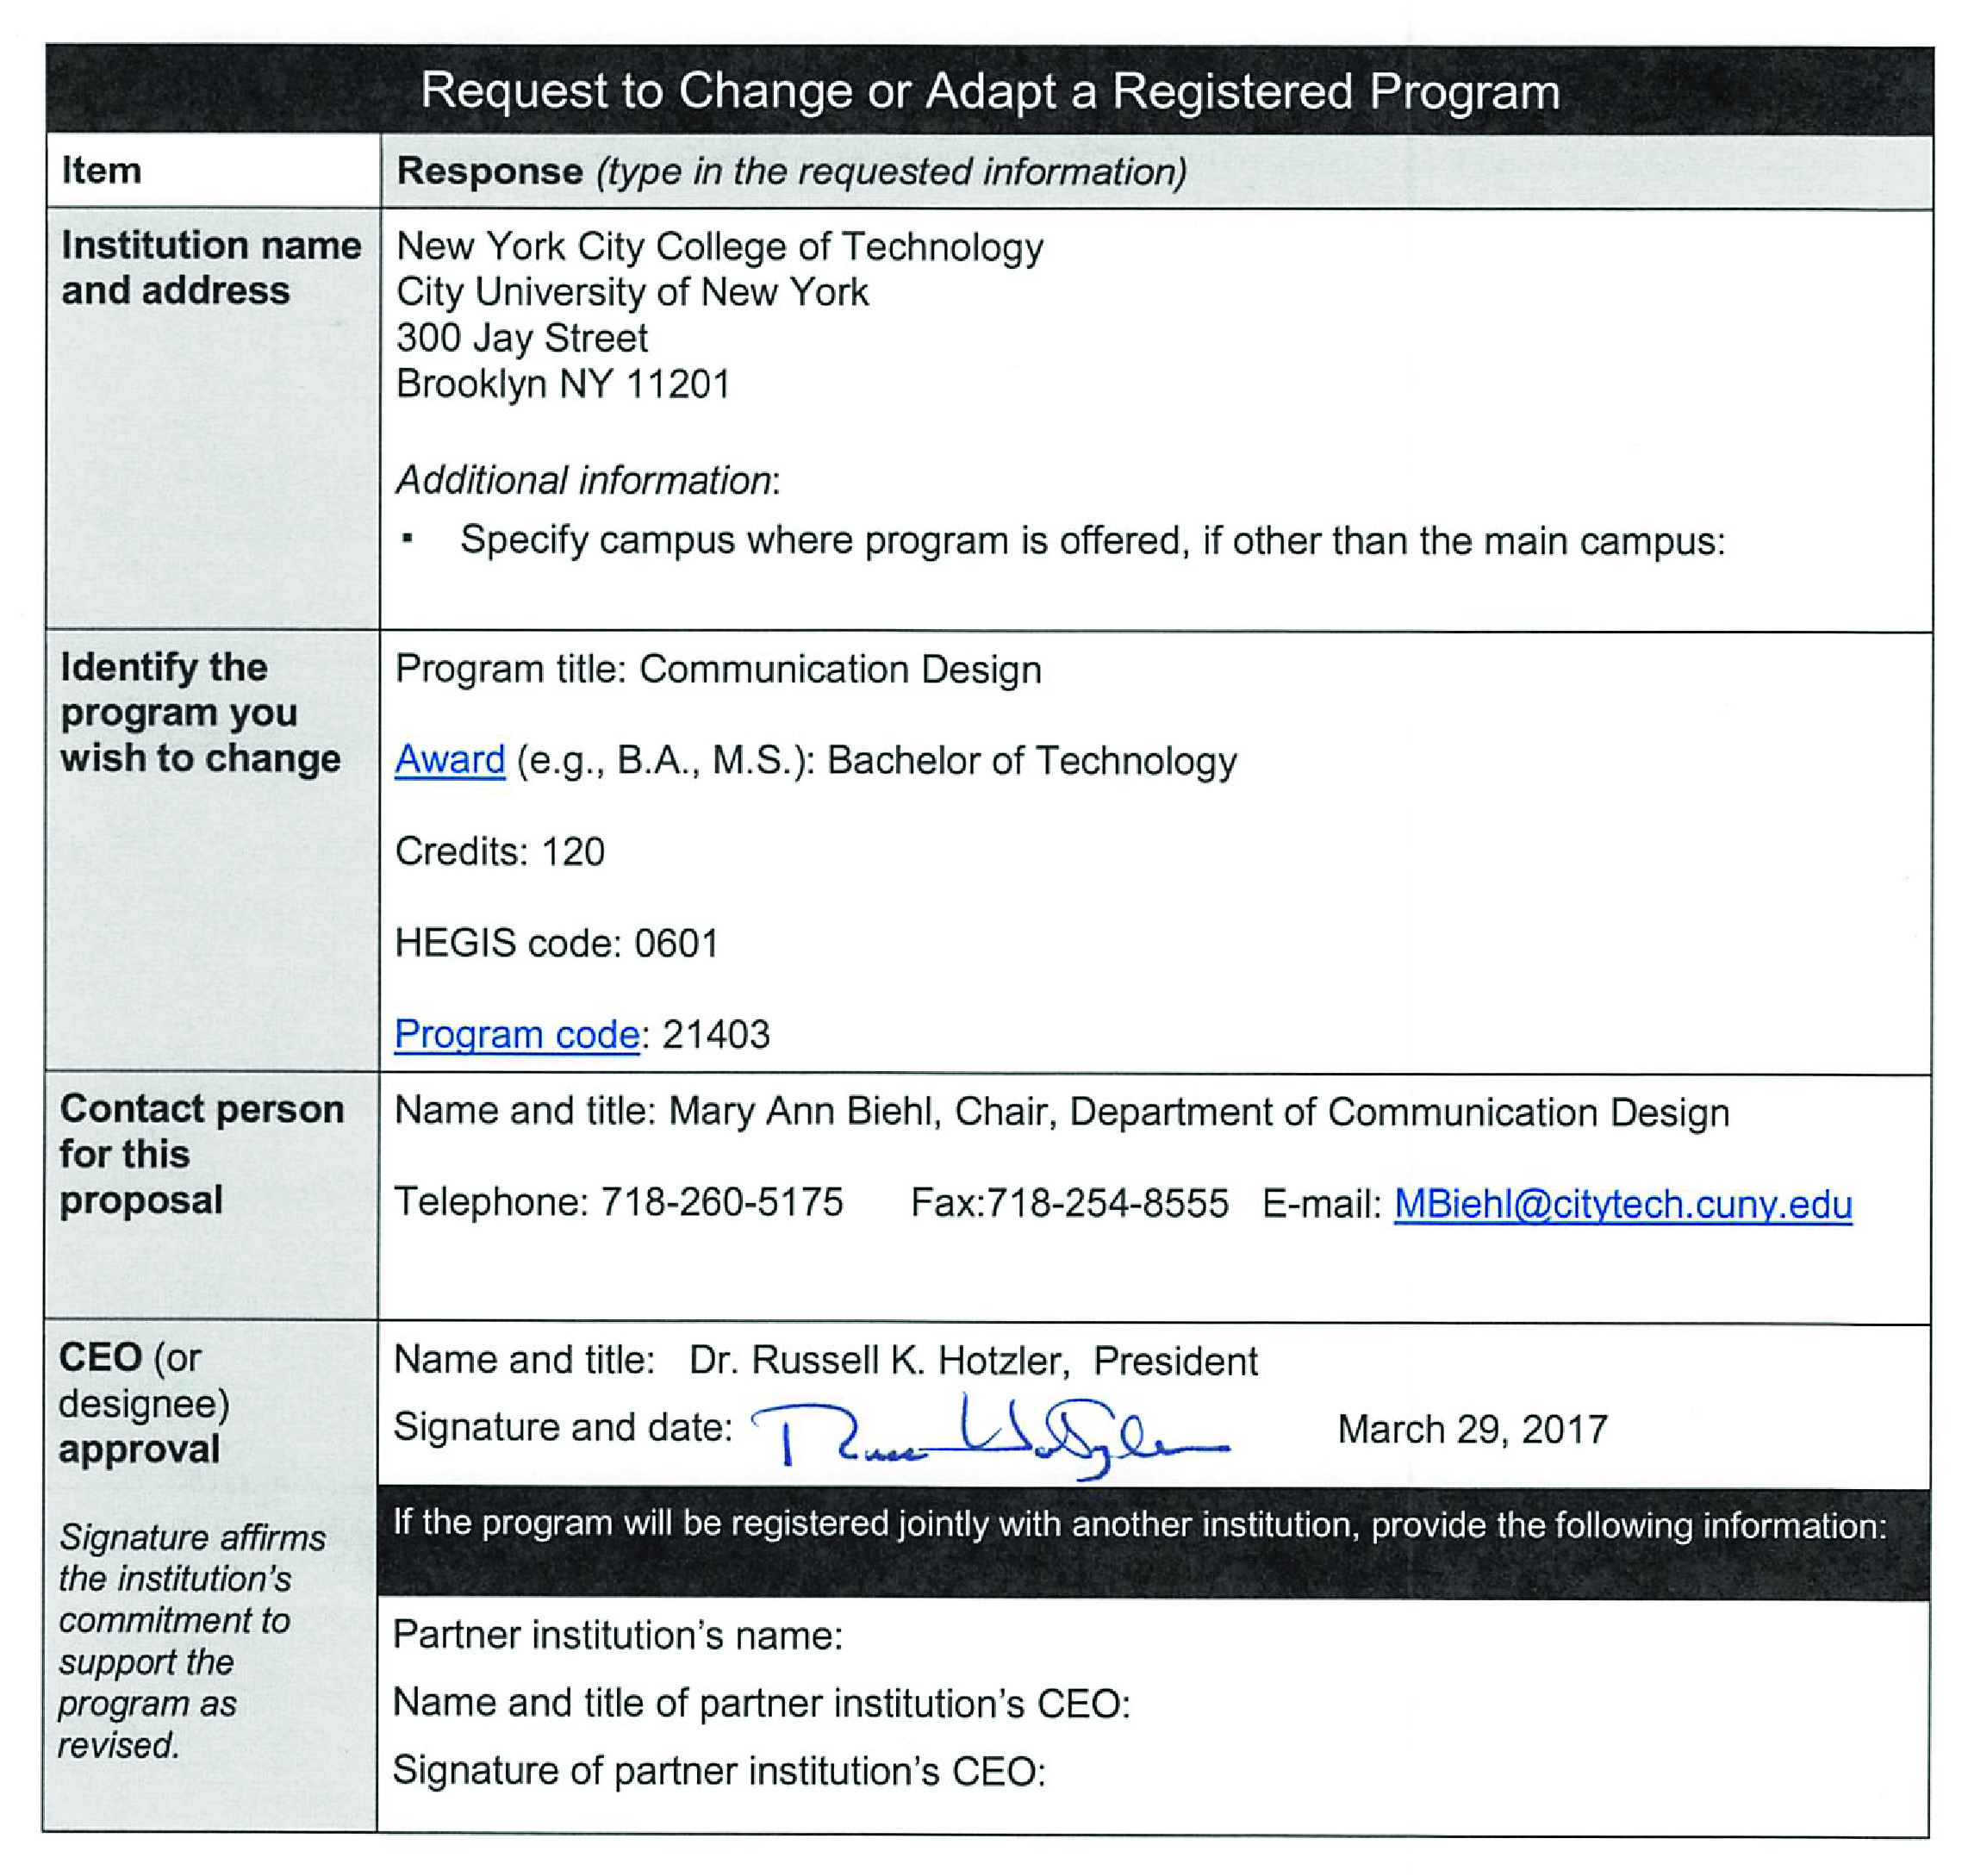 Request to Change or Adapt a Registered Program
Item
Response (type in the requested information)
Institution name
and address
New York City College of Technology
City University of New York
300 Jay Street
Brooklyn NY 11201
Additional information:
▪ Specify campus where program is offered, if other than the main campus:
Identify the
program you
wish to change
Program title: Communication Design
Award (e.g., B.A., M.S.): Bachelor of Technology
Credits: 120
HEGIS code: 0601
Program code: 21403
Contact person
for this
proposal
Name and title: Mary Ann Biehl, Chair, Department of Communication Design
Telephone: 718-260-5175 Fax:718-254-8555 E-mail: MBiehl@citytech.cuny.edu
CEO (or
designee)
approval
Signature affirms
the institution's
commitment to
support the
program as
revised.
Name and title: Dr. Russell K. Hotzler, President
Signature and date: March 29, 2017
If the program will be registered jointly with another institution, provide the following information:
Partner institution's name:
Name and title of partner institution's CEO:
Signature of partner institution's CEO: